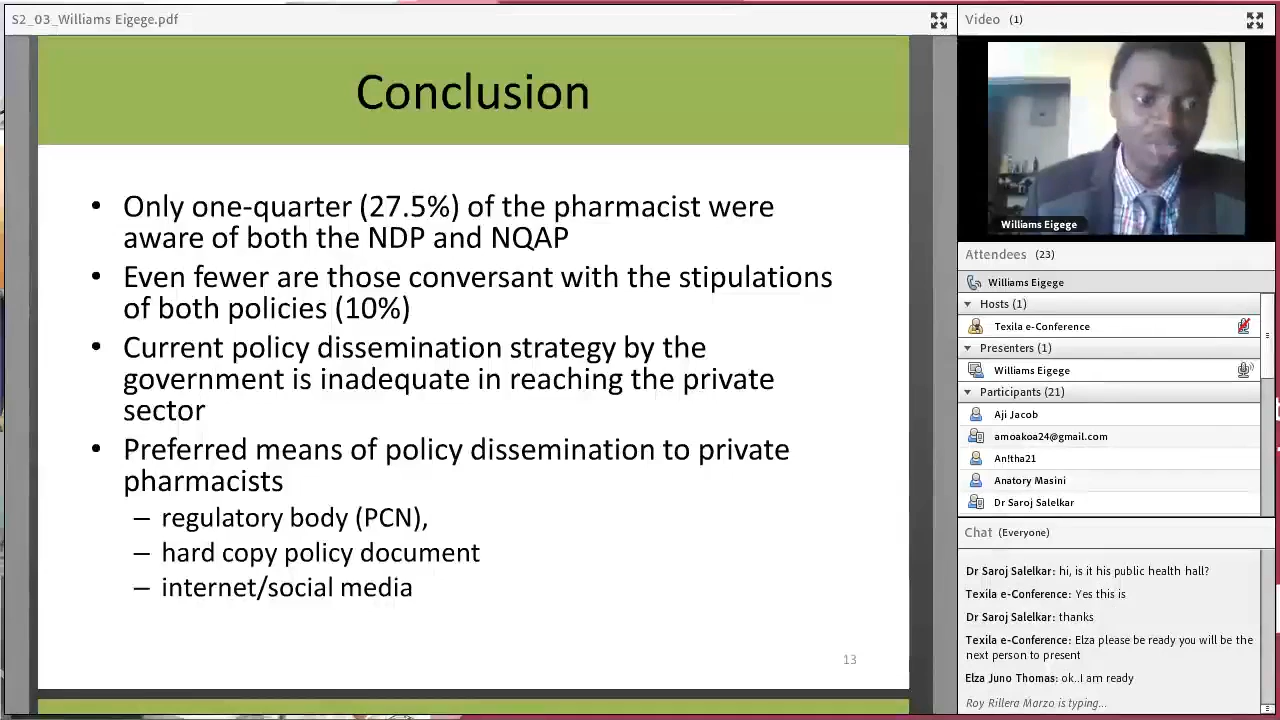 S2_03_Williams Eigege.pdf
Conclusion
• Only one-quarter (27.5%) of the pharmacist were
aware of both the NDP and NQAP
• Even fewer are those conversant with the stipulations
of both policies (10%)
• Current policy dissemination strategy by the
government is inadequate in reaching the private
sector
• Preferred means of policy dissemination to private
pharmacists
– regulatory body (PCN),
– hard copy policy document
– internet/social media
13
Video (1)
Williams Eigege
Attendees (23)
Williams Eigege
Hosts (1)
Texila e-Conference
Presenters (1)
Williams Eigege
Participants (21)
Aji Jacob
amoakoa24@gmail.com
An!tha21
Anatory Masini
Dr Saroj Salelkar
Chat (Everyone)
Dr Saroj Salelkar: hi, is it his public health hall?
Texila e-Conference: Yes this is
Dr Saroj Salelkar: thanks
Texila e-Conference: Elza please be ready you will be the
next person to present
Elza Juno Thomas: ok..I am ready
Roy Rillera Marzo is typing...